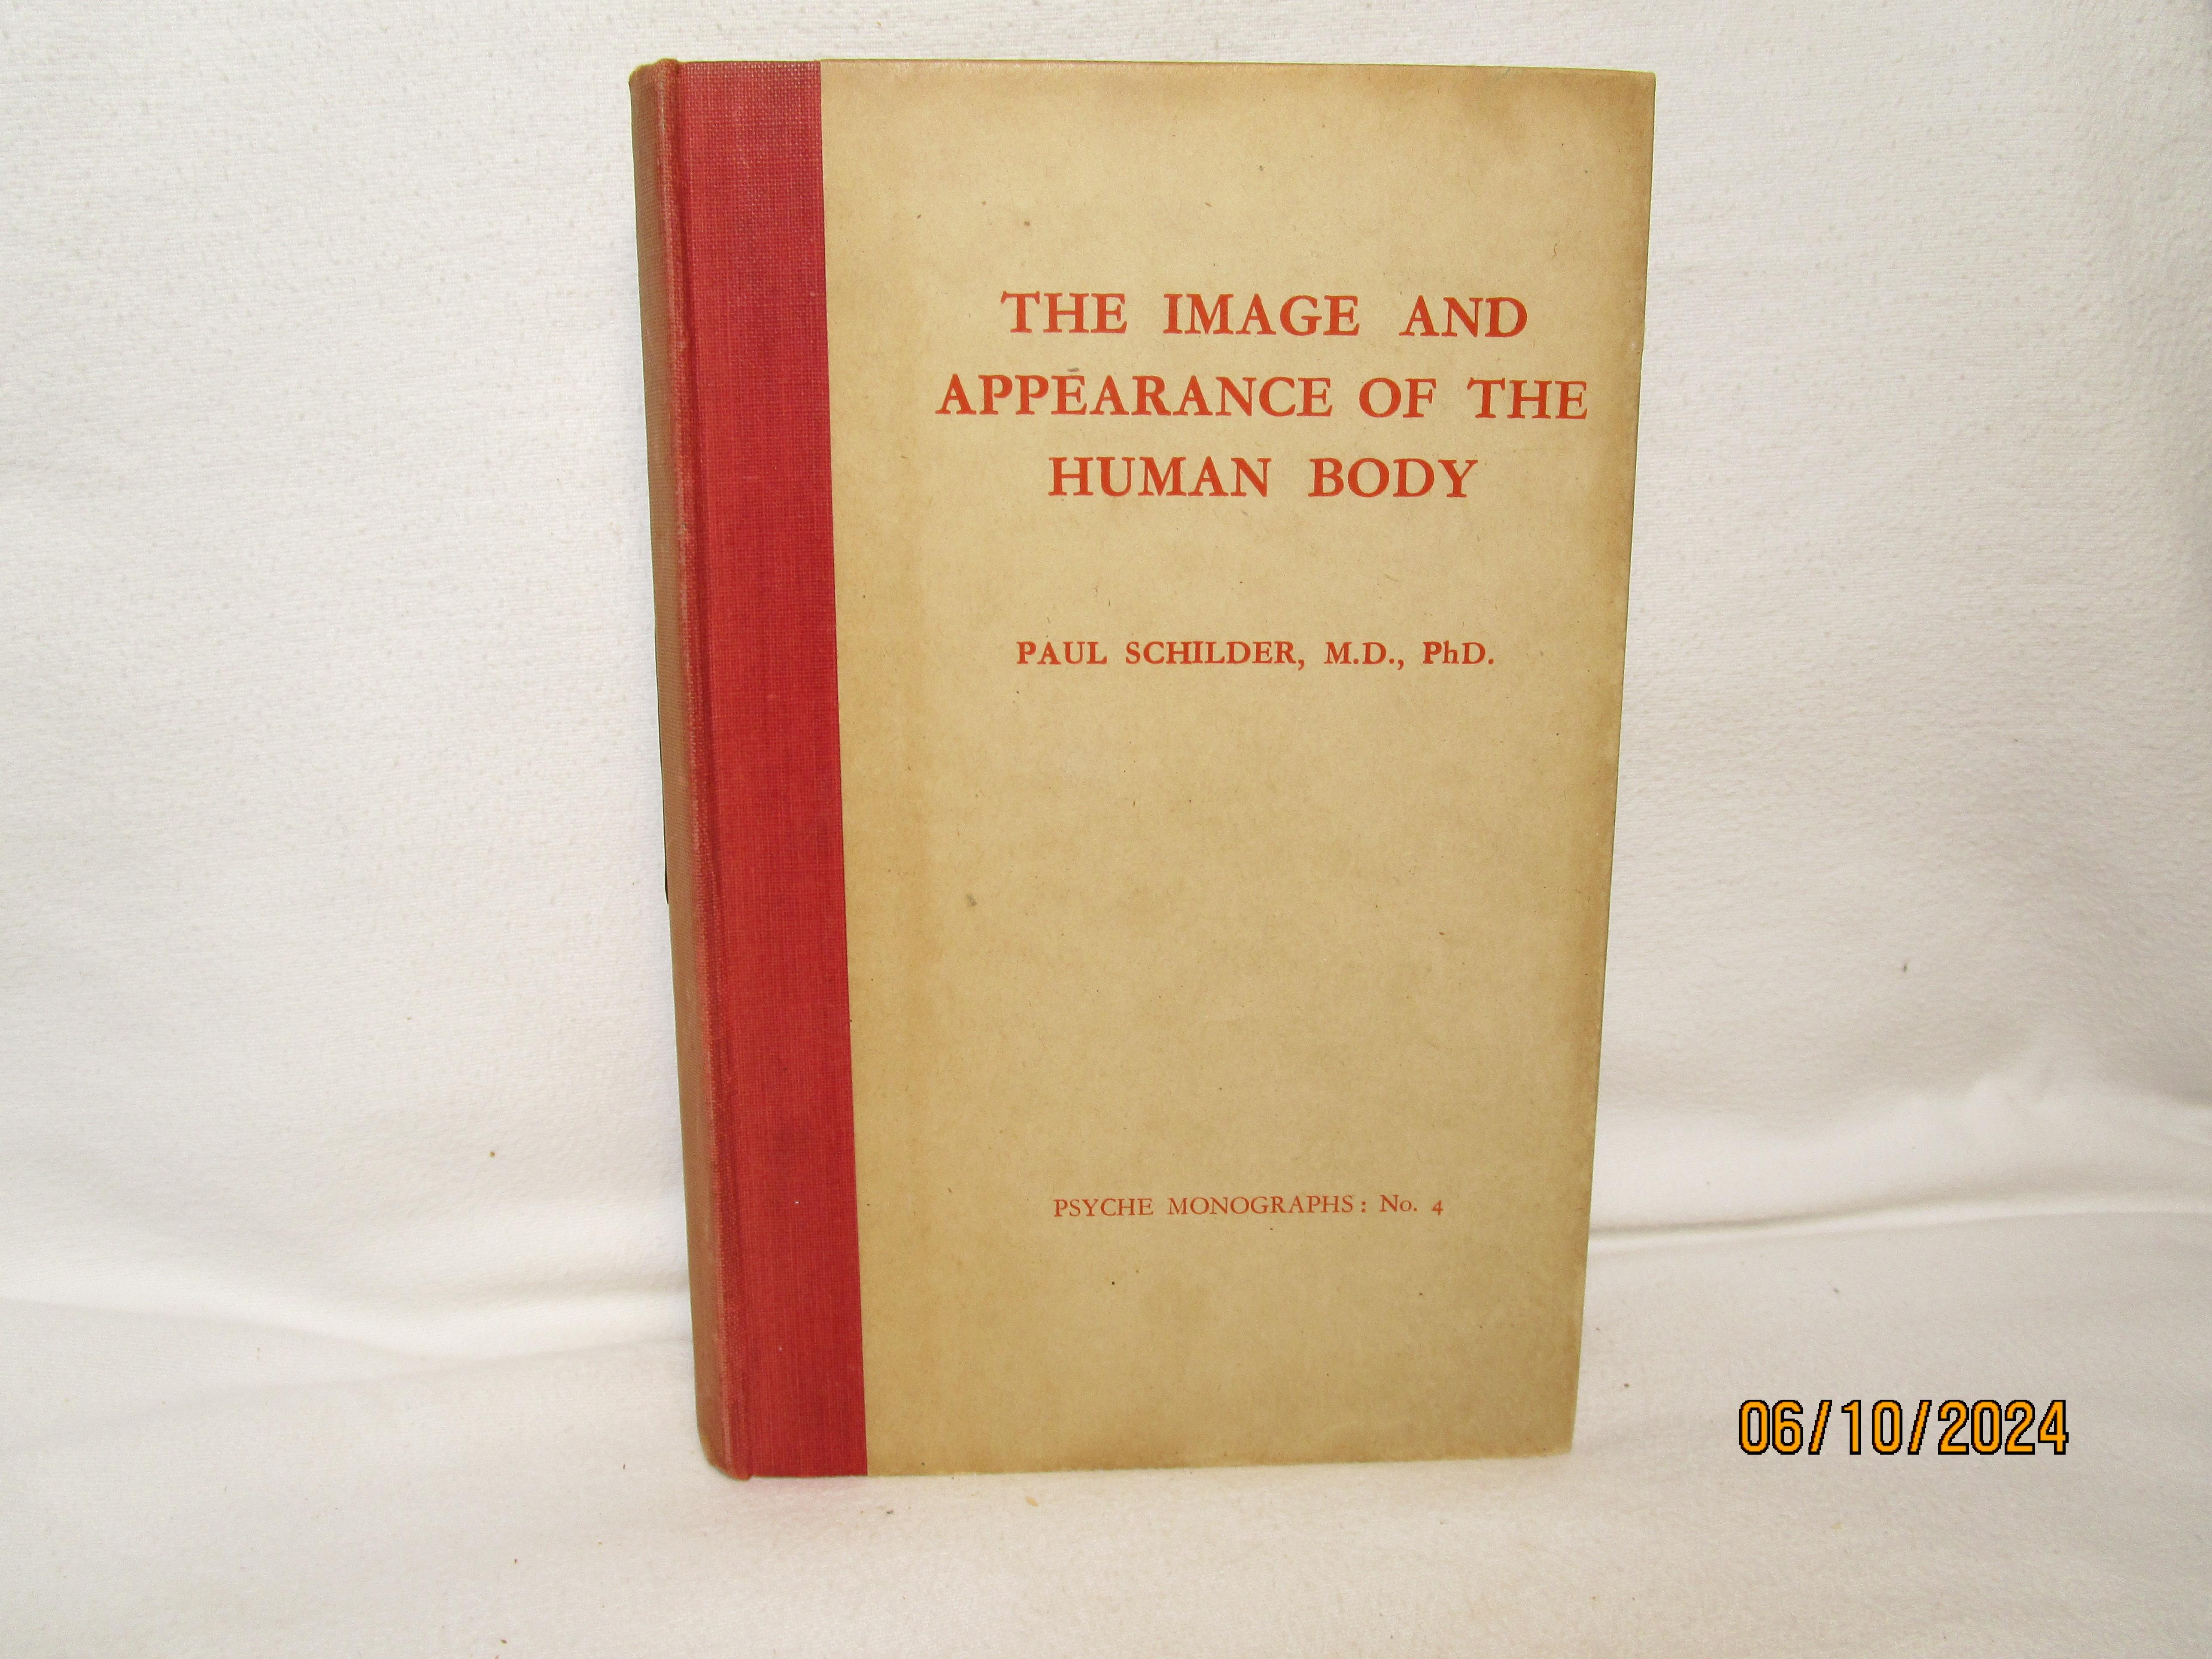 THE IMAGE AND
APPEARANCE OF THE
HUMAN BODY
PAUL SCHILDER, M.D., PhD.
PSYCHE MONOGRAPHS: No. 4
06/10/2024